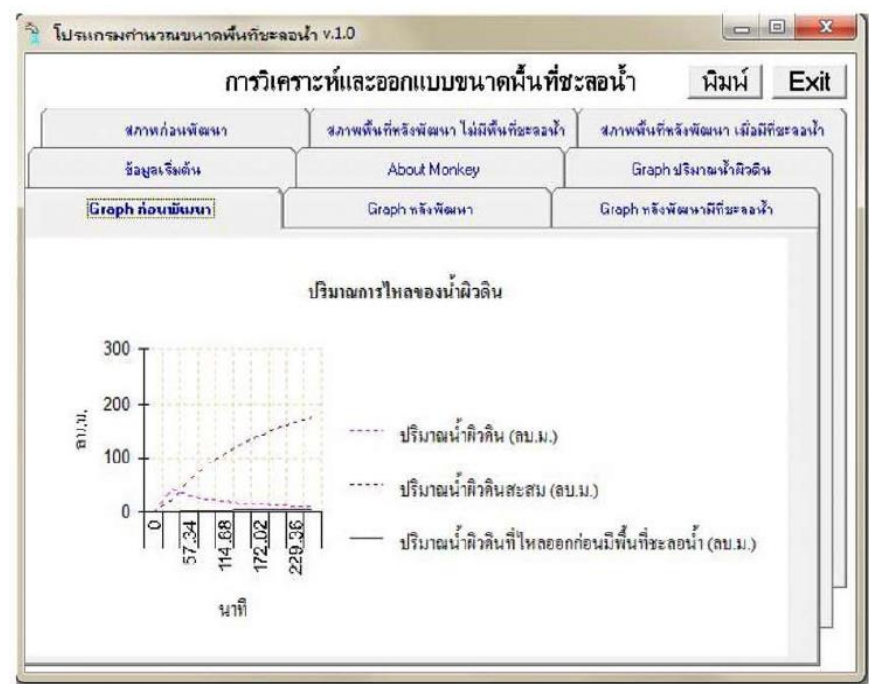 โปรแกรมคำนวณขนาดพื้นที่ชะลอน้ำ v.1.0
การวิเคราะห์และออกแบบขนาดพื้นที่ชะลอน้ำ พิมพ์ Exit
สภาพก่อนพัฒนา สภาพพื้นที่หลังพัฒนา ไม่มีพื้นที่ชะลอน้ำ สภาพพื้นที่หลังพัฒนา เมื่อมีที่ชะลอน้ำ
ข้อมูลเริ่มต้น About Monkey Graph ปริมาณน้ำผิวดิน
Graph ก่อนพัฒนา Graph หลังพัฒนา Graph หลังพัฒนามีที่ชะลอน้ำ
ปริมาณการไหลของน้ำผิวดิน
300
200
100
0
ลบ.ม.
0 57.34 114.68 172.02 229.36
นาที
ปริมาณน้ำผิวดิน (ลบ.ม.)
ปริมาณน้ำผิวดินสะสม (ลบ.ม.)
ปริมาณน้ำผิวดินที่ไหลออกก่อนมีพื้นที่ชะลอน้ำ (ลบ.ม.)